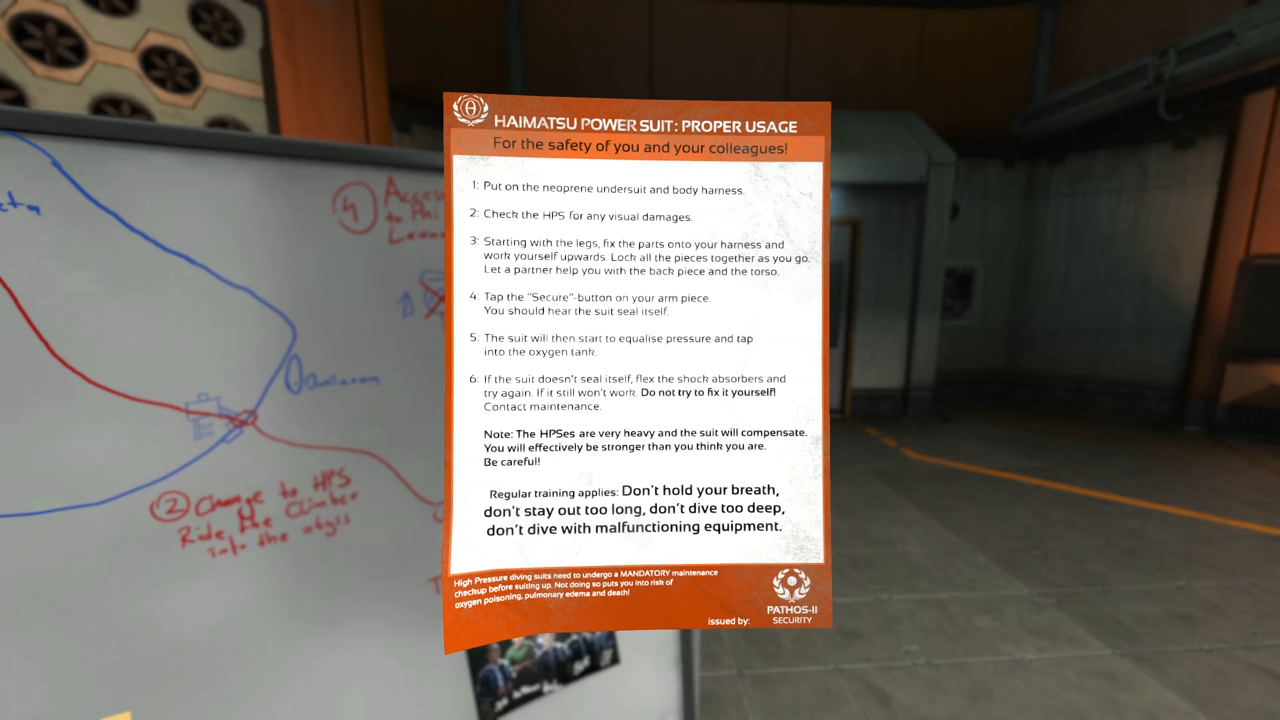 HAIMATSU POWER SUIT: PROPER USAGE
For the safety of you and your colleagues!
1: Put on the neoprene undersuit and body harness.
2: Check the HPS for any visual damages.
3: Starting with the legs, fix the parts onto your harness and
work yourself upwards. Lock all the pieces together as you go.
Let a partner help you with the back piece and the torso.
4: Tap the "Secure"-button on your arm piece.
You should hear the suit seal itself.
5: The suit will then start to equalise pressure and tap
into the oxygen tank.
6: If the suit doesn't seal itself, flex the shock absorbers and
try again. If it still won't work. Do not try to fix it yourself!
Contact maintenance.
Note: The HPSes are very heavy and the suit will compensate.
You will effectively be stronger than you think you are.
Be careful!
Regular training applies: Don't hold your breath,
don't stay out too long, don't dive too deep,
don't dive with malfunctioning equipment.
High Pressure diving suits need to undergo a MANDATORY maintenance
checkup before suiting up. Not doing so puts you into risk of
oxygen poisoning, pulmonary edema and death!
issued by:
PATHOS-II
SECURITY
4
2 Change to HPS
Ride the Climber
into the abyss